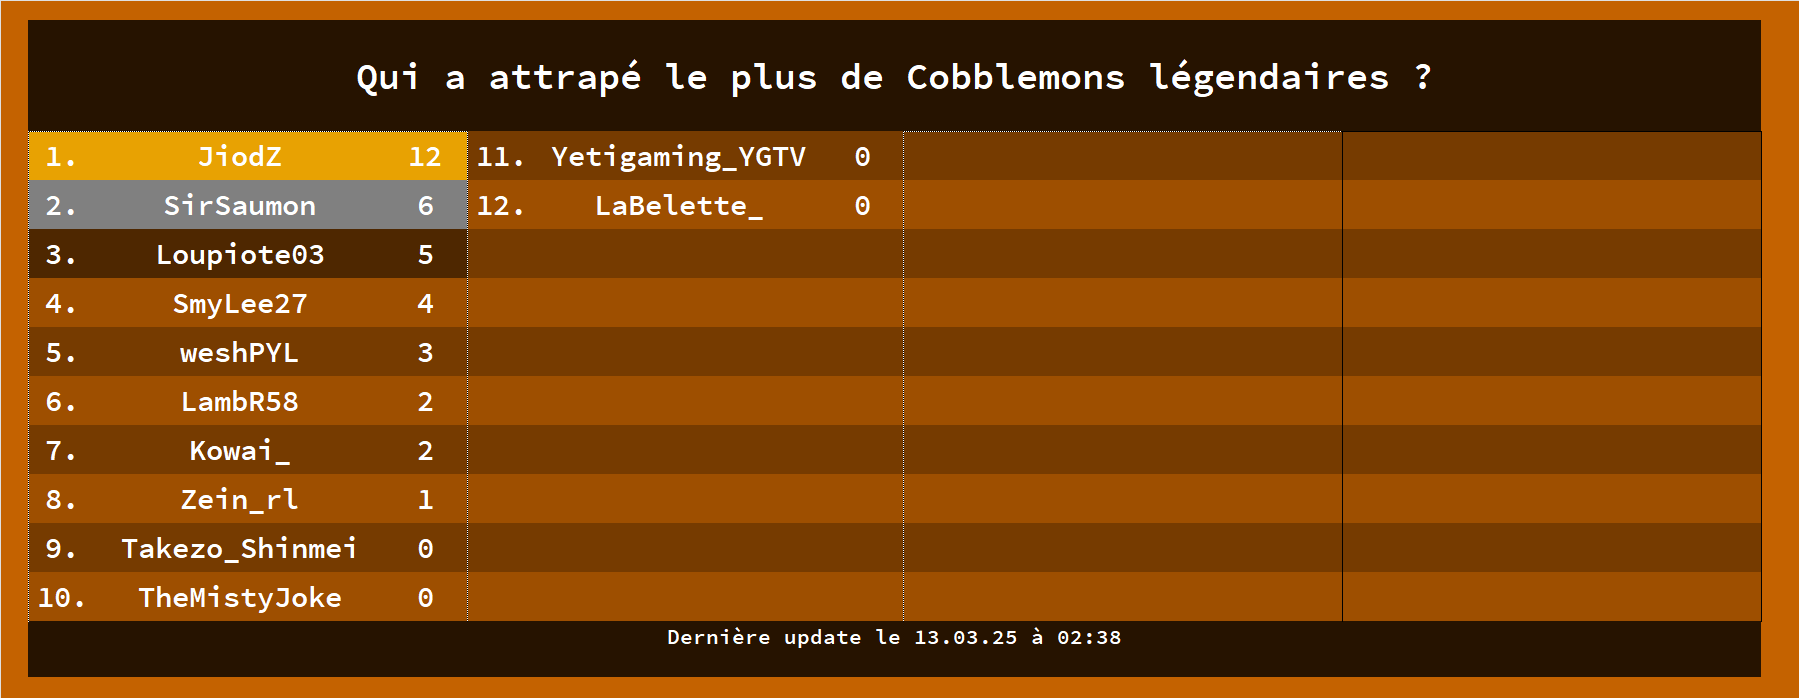 Qui a attrapé le plus de Cobblemons légendaires ?
1. JiodZ 12
2. SirSaumon 6
3. Loupiote03 5
4. SmyLee27 4
5. weshPYL 3
6. LambR58 2
7. Kowai_ 2
8. Zein_rl 1
9. Takezo_Shinmei 0
10. TheMistyJoke 0
11. Yetigaming_YGTV 0
12. LaBelette_ 0
Dernière update le 13.03.25 à 02:38